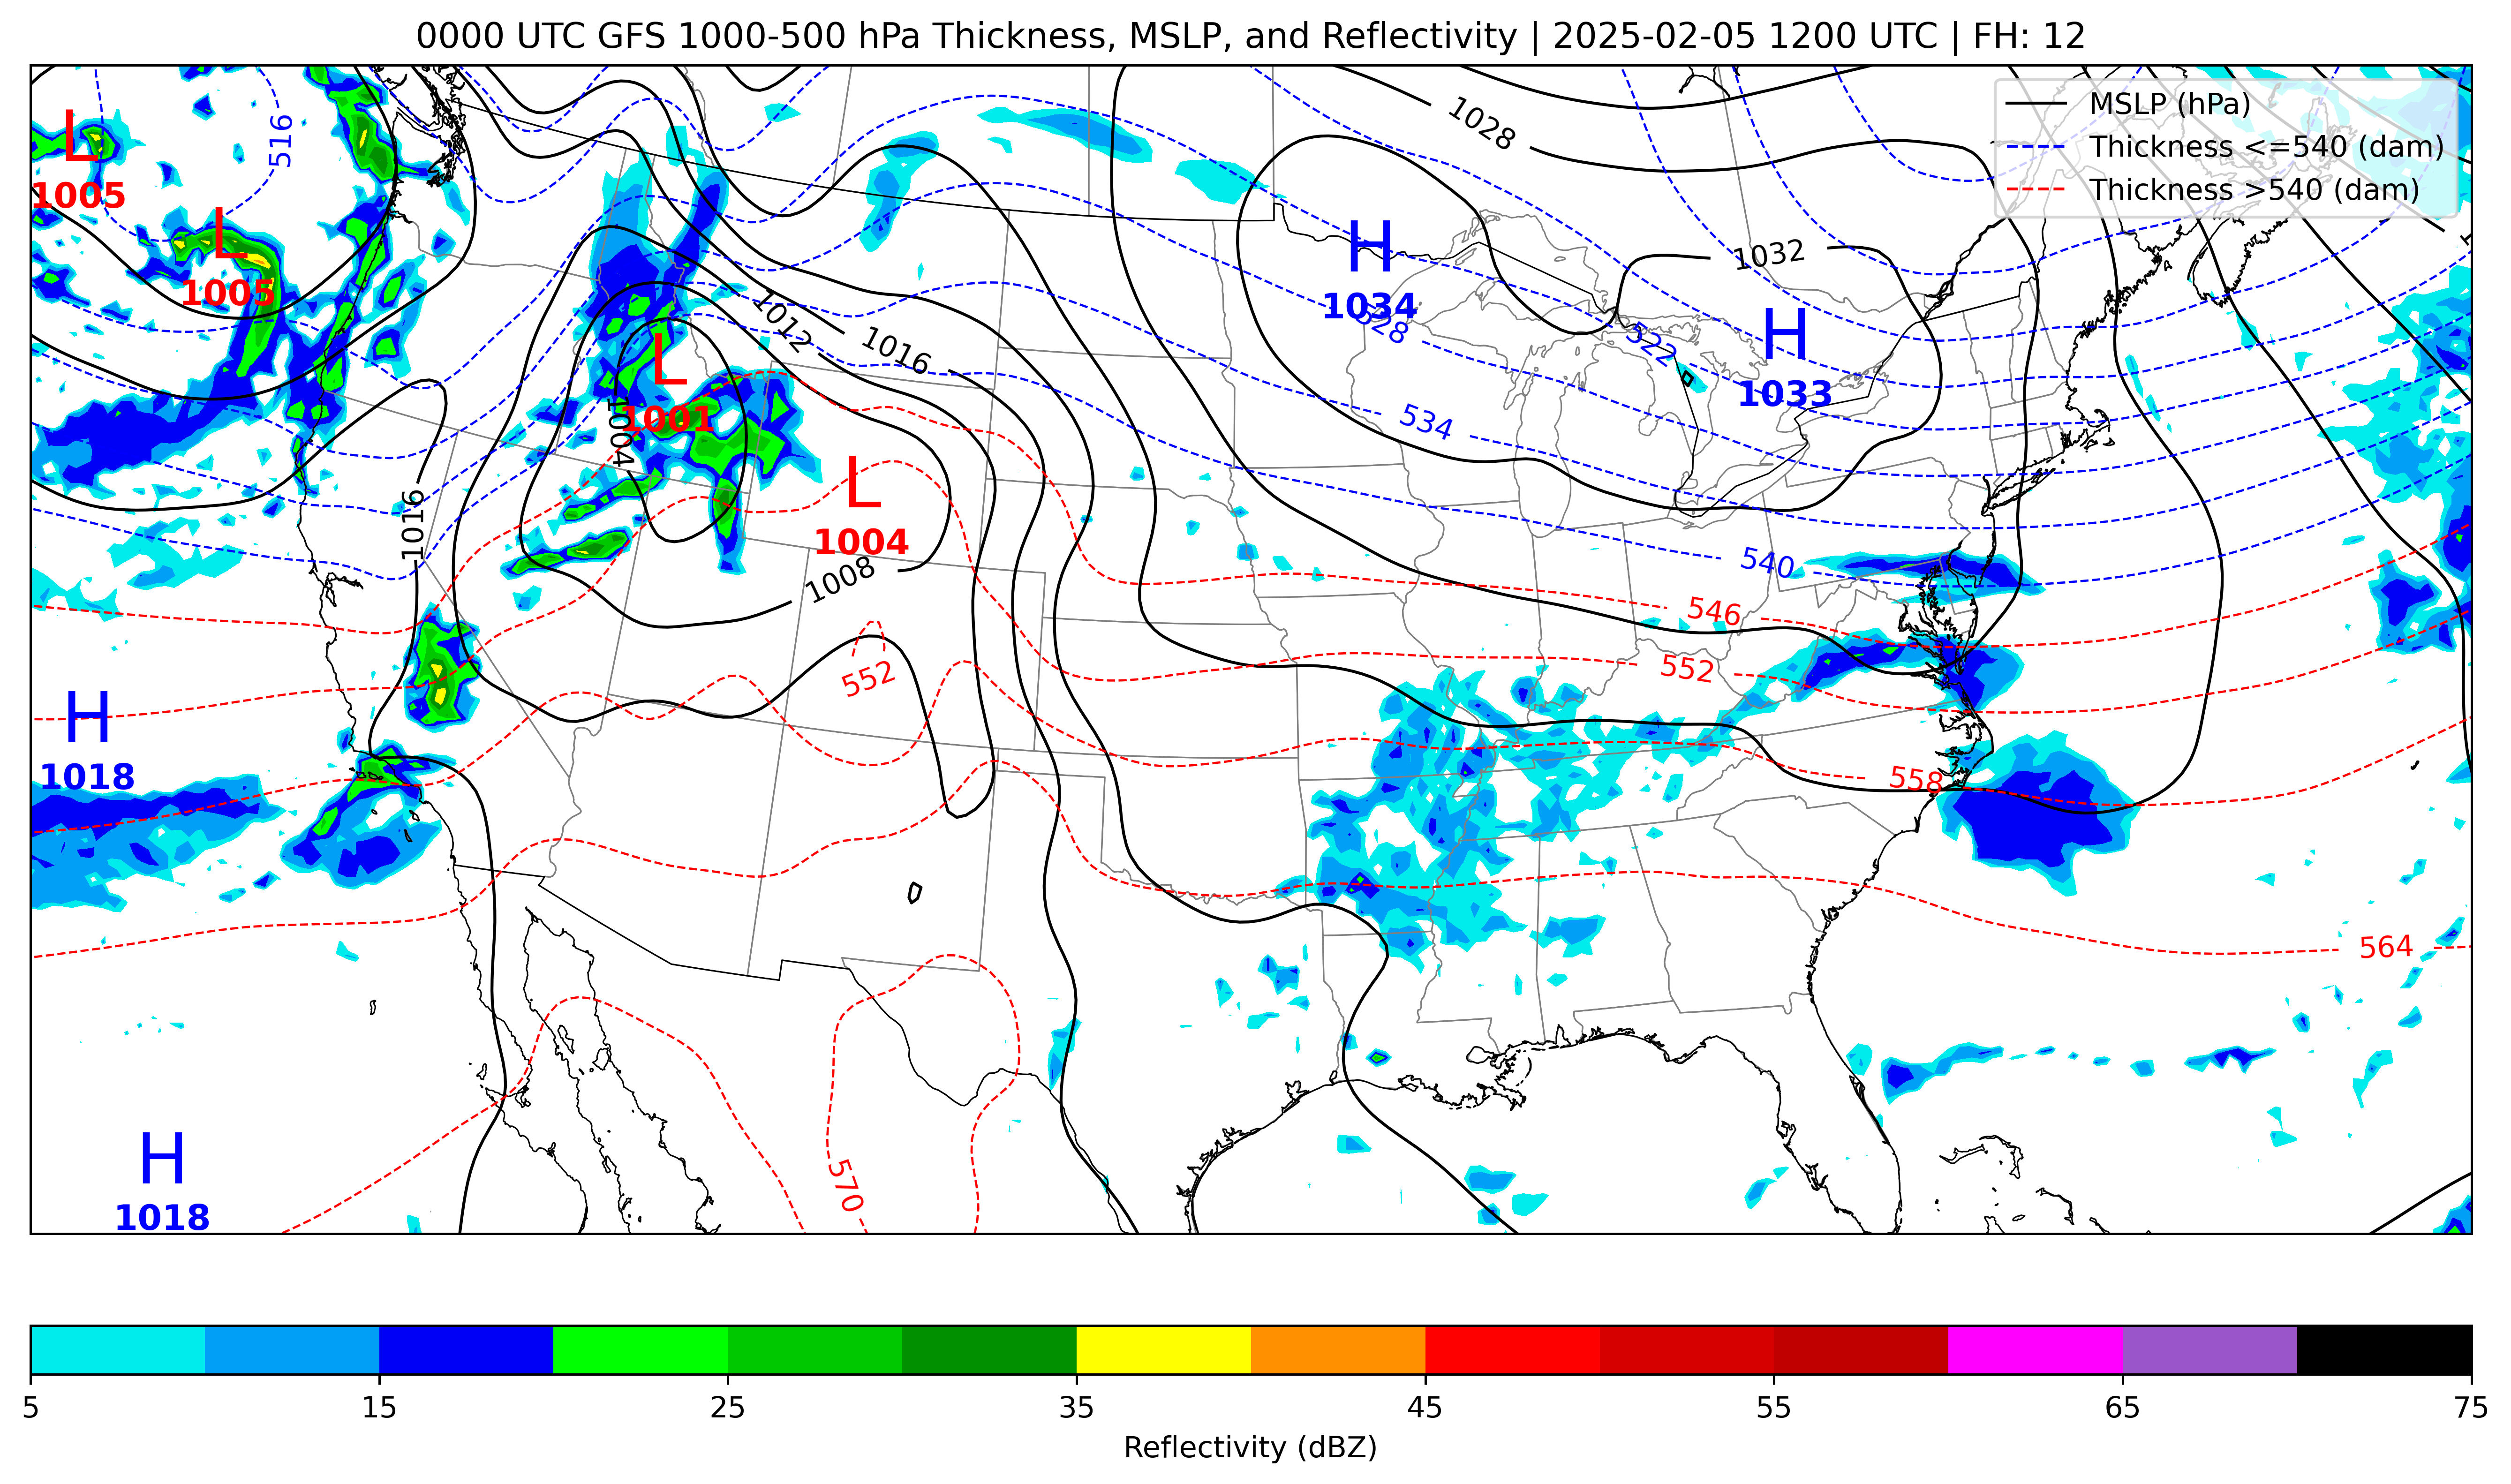 0000 UTC GFS 1000-500 hPa Thickness, MSLP, and Reflectivity | 2025-02-05 1200 UTC | FH: 12
MSLP (hPa)
Thickness <=540 (dam)
Thickness >540 (dam)
516
1028
L
1005
L
1005
H
1034
1032
528
522
H
1033
1012
1016
L
1001
1004
534
L
1004
1016
1008
540
546
552
552
H
1018
558
564
H
1018
570
5
15
25
35
45
55
65
75
Reflectivity (dBZ)